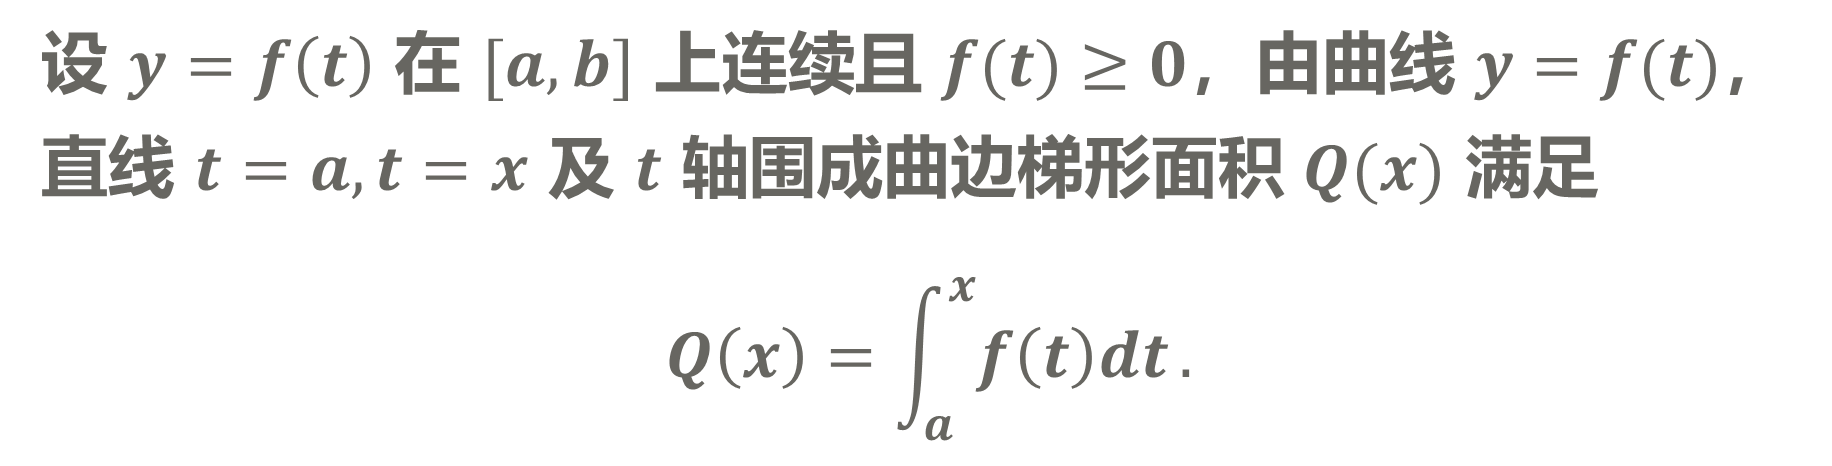 设 y = f(t) 在 [a, b] 上连续且 f(t) ≥ 0，由曲线 y = f(t)，
直线 t = a, t = x 及 t 轴围成曲边梯形面积 Q(x) 满足
Q(x) = ∫_a^x f(t)dt .